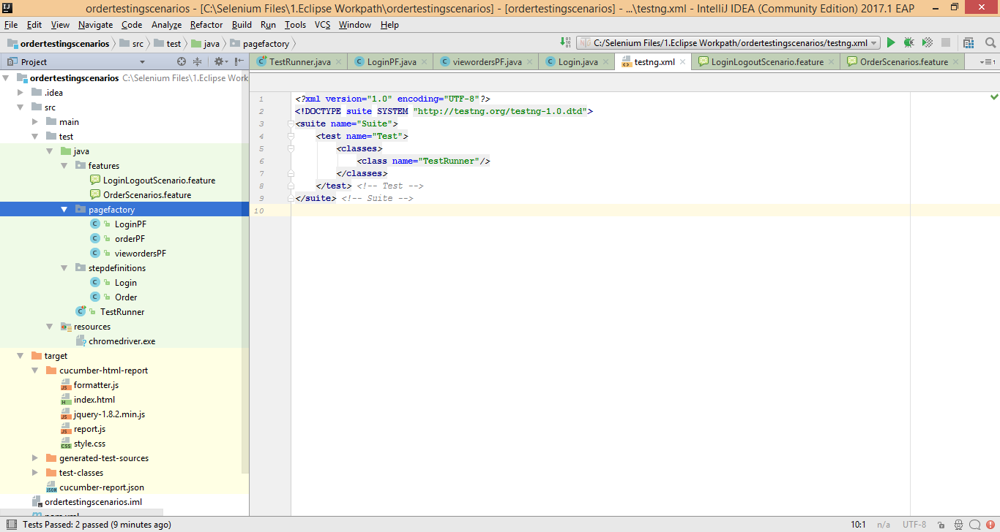 ordertestingscenarios - [C:\Selenium Files\1.Eclipse Workpath\ordertestingscenarios] - [ordertestingscenarios] - ...\testng.xml - IntelliJ IDEA (Community Edition) 2017.1 EAP
File Edit View Navigate Code Analyze Refactor Build Run Tools VCS Window Help
ordertestingscenarios src test java pagefactory C:/Selenium Files/1.Eclipse Workpath/ordertestingscenarios/testng.xml
Project
TestRunner.java LoginPF.java viewordersPF.java Login.java testng.xml LoginLogoutScenario.feature OrderScenarios.feature
ordertestingscenarios C:\Selenium Files\1.Eclipse Work
.idea
src
main
test
java
features
LoginLogoutScenario.feature
OrderScenarios.feature
pagefactory
LoginPF
orderPF
viewordersPF
stepdefinitions
Login
Order
TestRunner
resources
chromedriver.exe
target
cucumber-html-report
formatter.js
index.html
jquery-1.8.2.min.js
report.js
style.css
generated-test-sources
test-classes
cucumber-report.json
ordertestingscenarios.iml
pom.xml
1 <?xml version="1.0" encoding="UTF-8"?>
2 <!DOCTYPE suite SYSTEM "http://testng.org/testng-1.0.dtd">
3 <suite name="Suite">
4 <test name="Test">
5 <classes>
6 <class name="TestRunner"/>
7 </classes>
8 </test> <!-- Test -->
9 </suite> <!-- Suite -->
10
Tests Passed: 2 passed (9 minutes ago) 10:1 n/a UTF-8